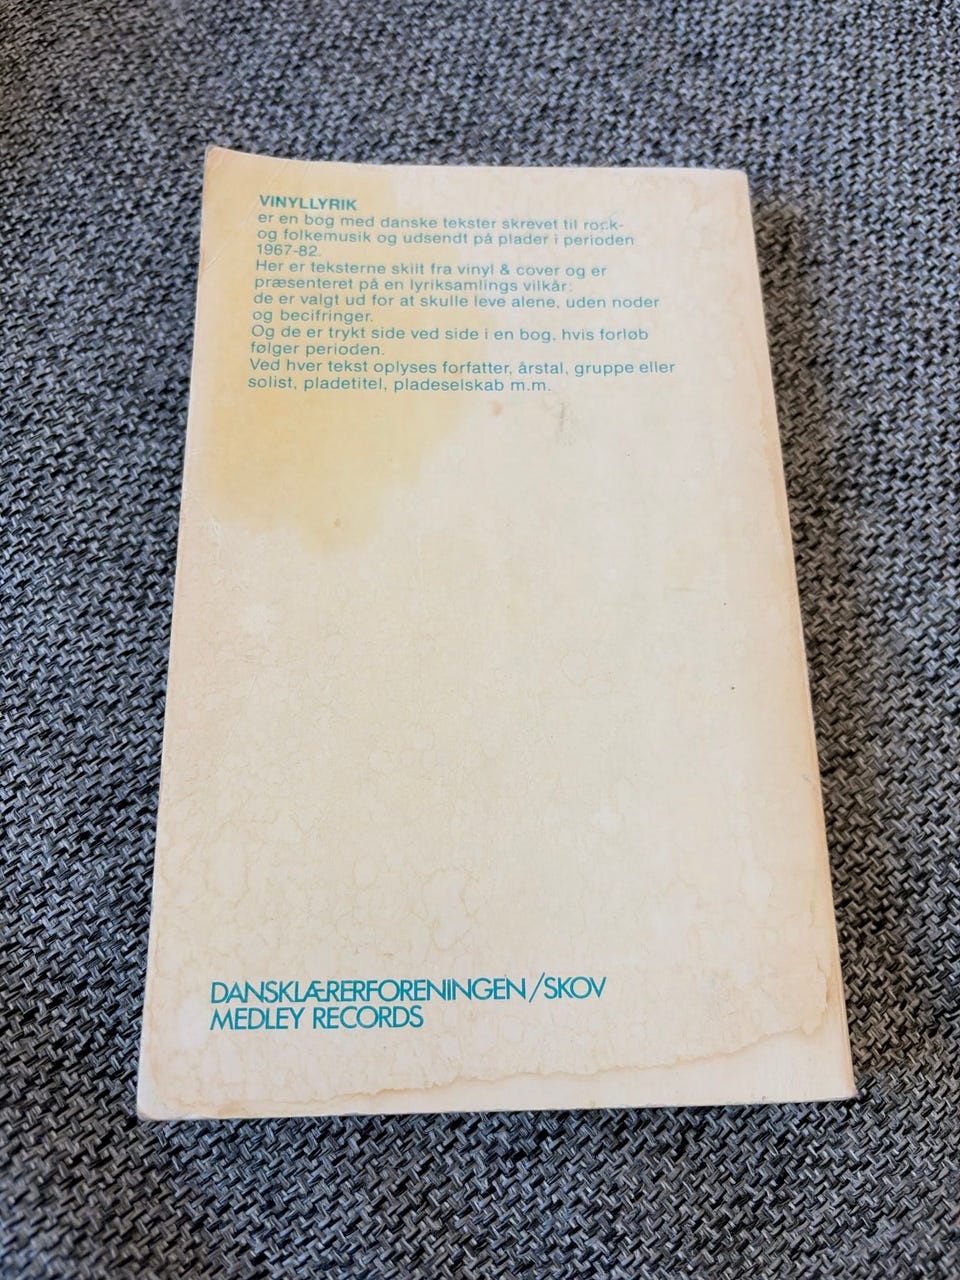 VINYLLYRIK
er en bog med danske tekster skrevet til rock-
og folkemusik og udsendt på plader i perioden
1967-82.
Her er teksterne skilt fra vinyl & cover og er
præsenteret på en lyriksamlings vilkår:
de er valgt ud for at skulle leve alene, uden noder
og becifringer.
Og de er trykt side ved side i en bog, hvis forløb
følger perioden.
Ved hver tekst oplyses forfatter, årstal, gruppe eller
solist, pladetitel, pladeselskab m.m.
DANSKLÆRERFORENINGEN/SKOV
MEDLEY RECORDS